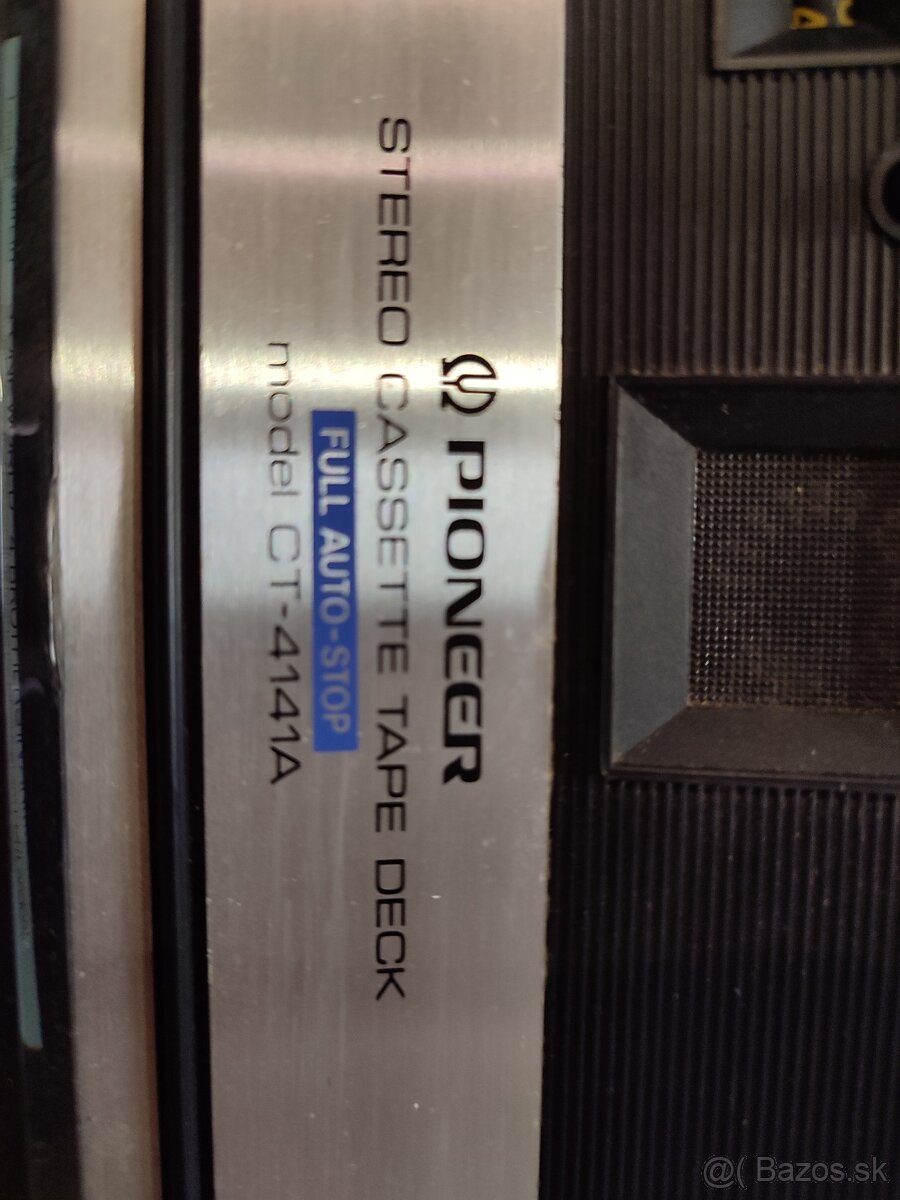 PIONEER
STEREO CASSETTE TAPE DECK
FULL AUTO-STOP
model CT-4141A
@( Bazos.sk